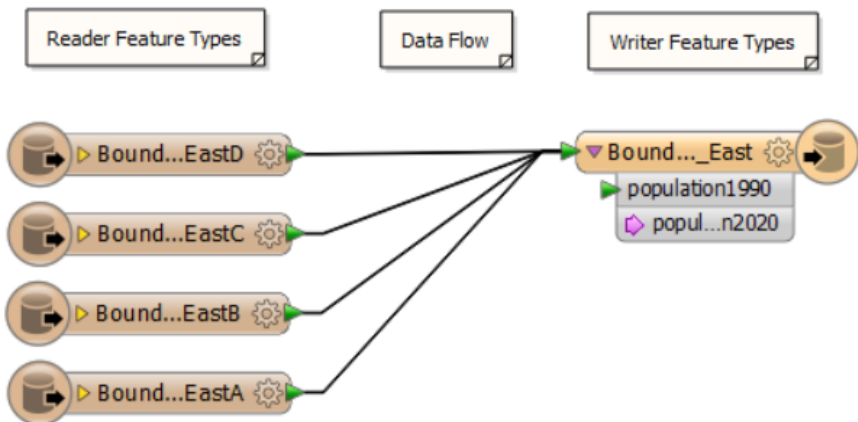 Reader Feature Types
Data Flow
Writer Feature Types
Bound...EastD
Bound..._East
population1990
popul...n2020
Bound...EastC
Bound...EastB
Bound...EastA